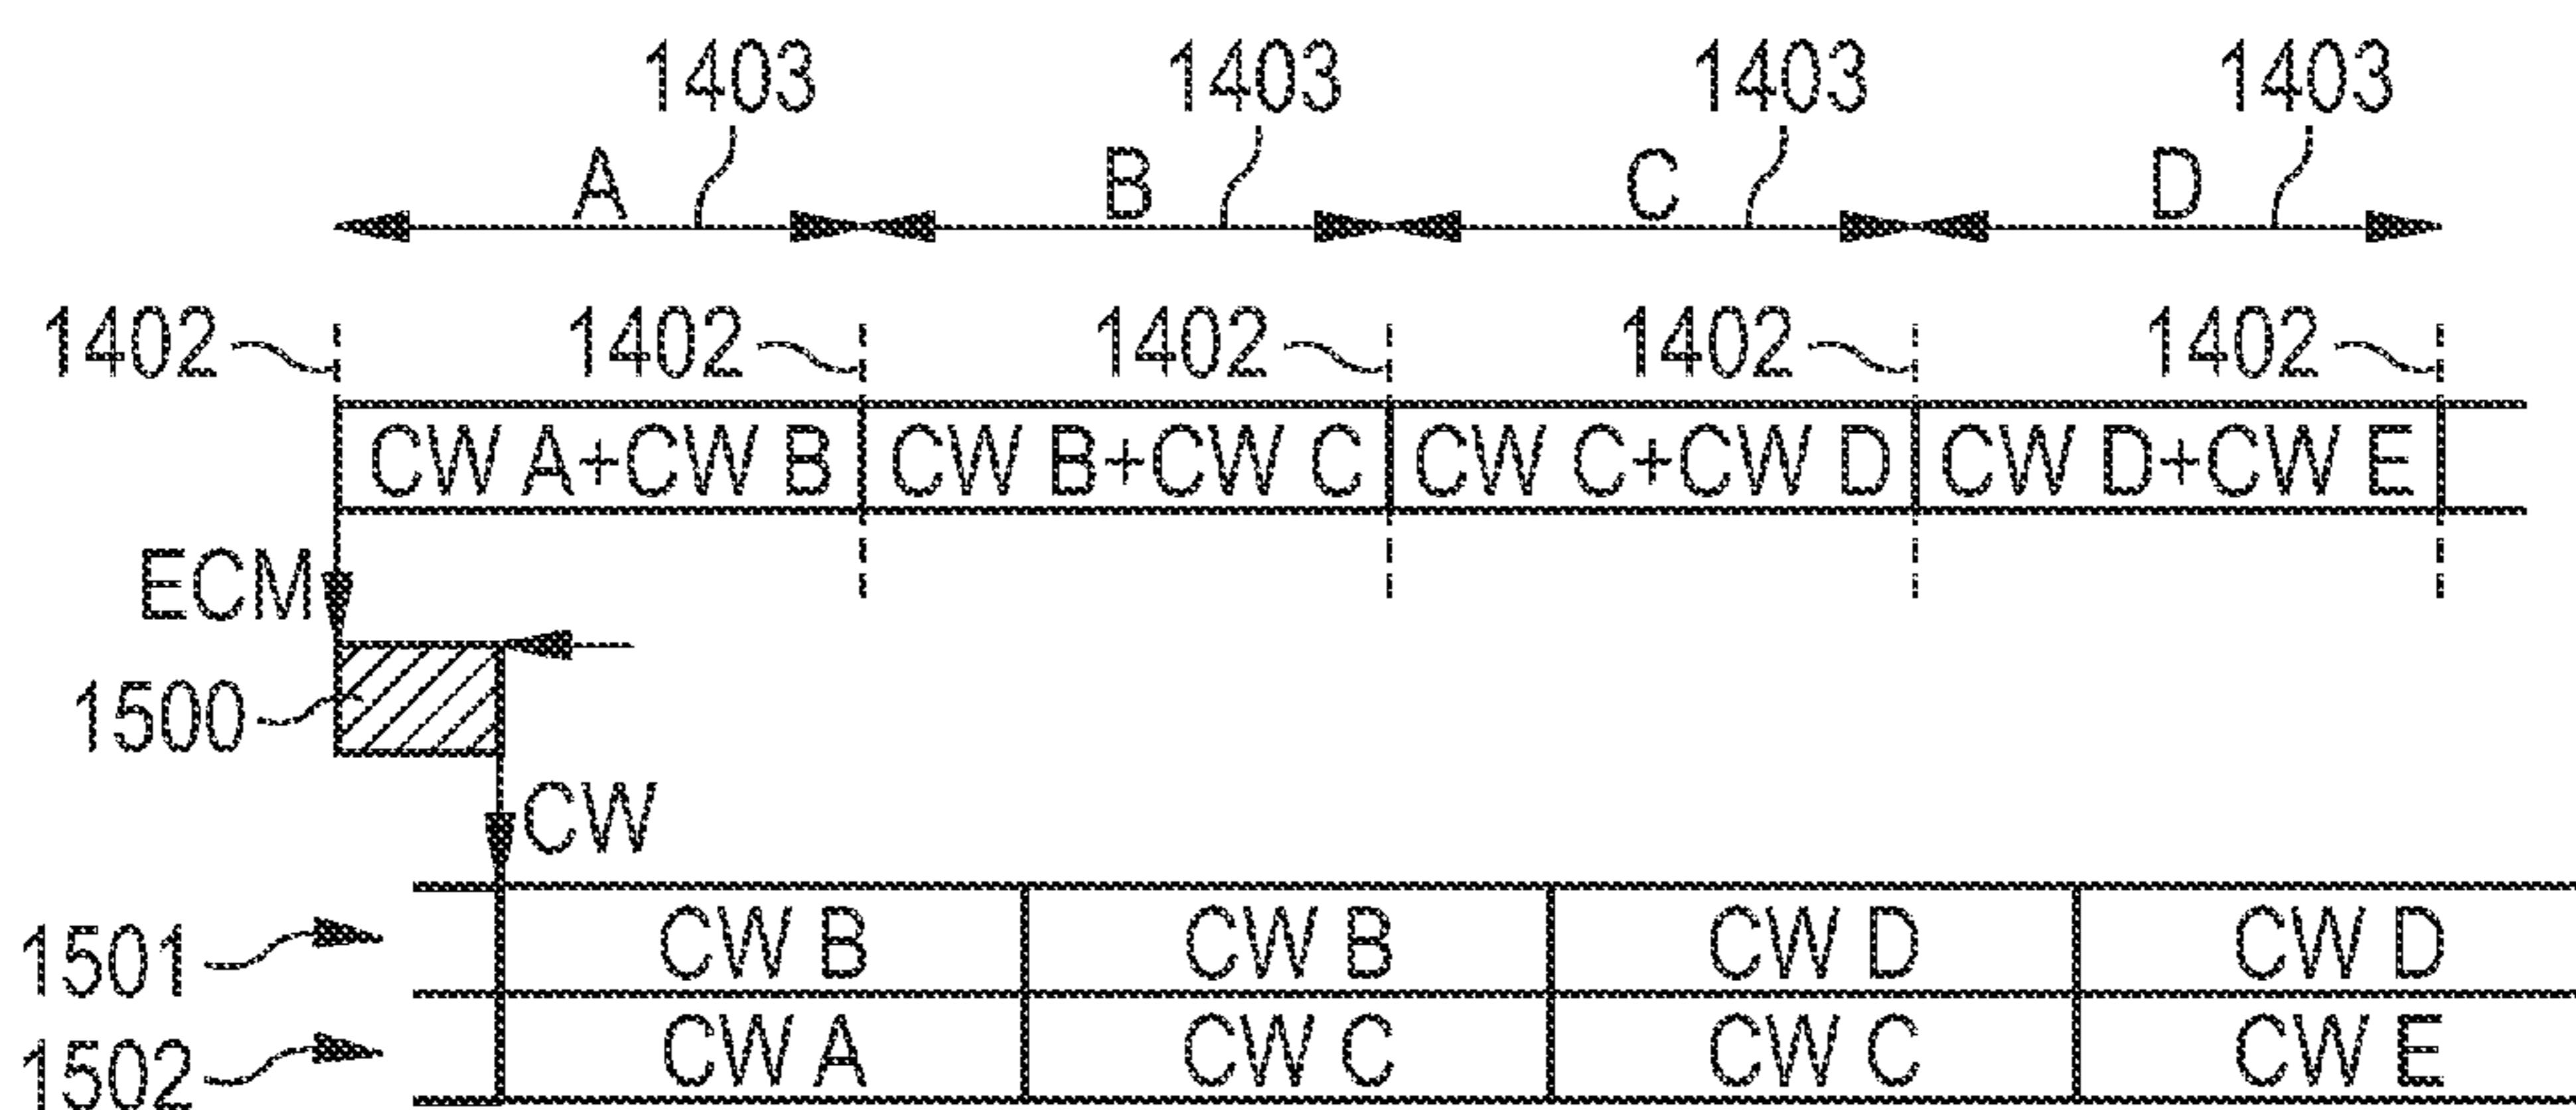 1403 1403 1403 1403
A B C D
1402 1402 1402 1402 1402
CW A+CW B CW B+CW C CW C+CW D CW D+CW E
ECM
1500
CW
1501 CW B CW B CW D CW D
1502 CW A CW C CW C CW E